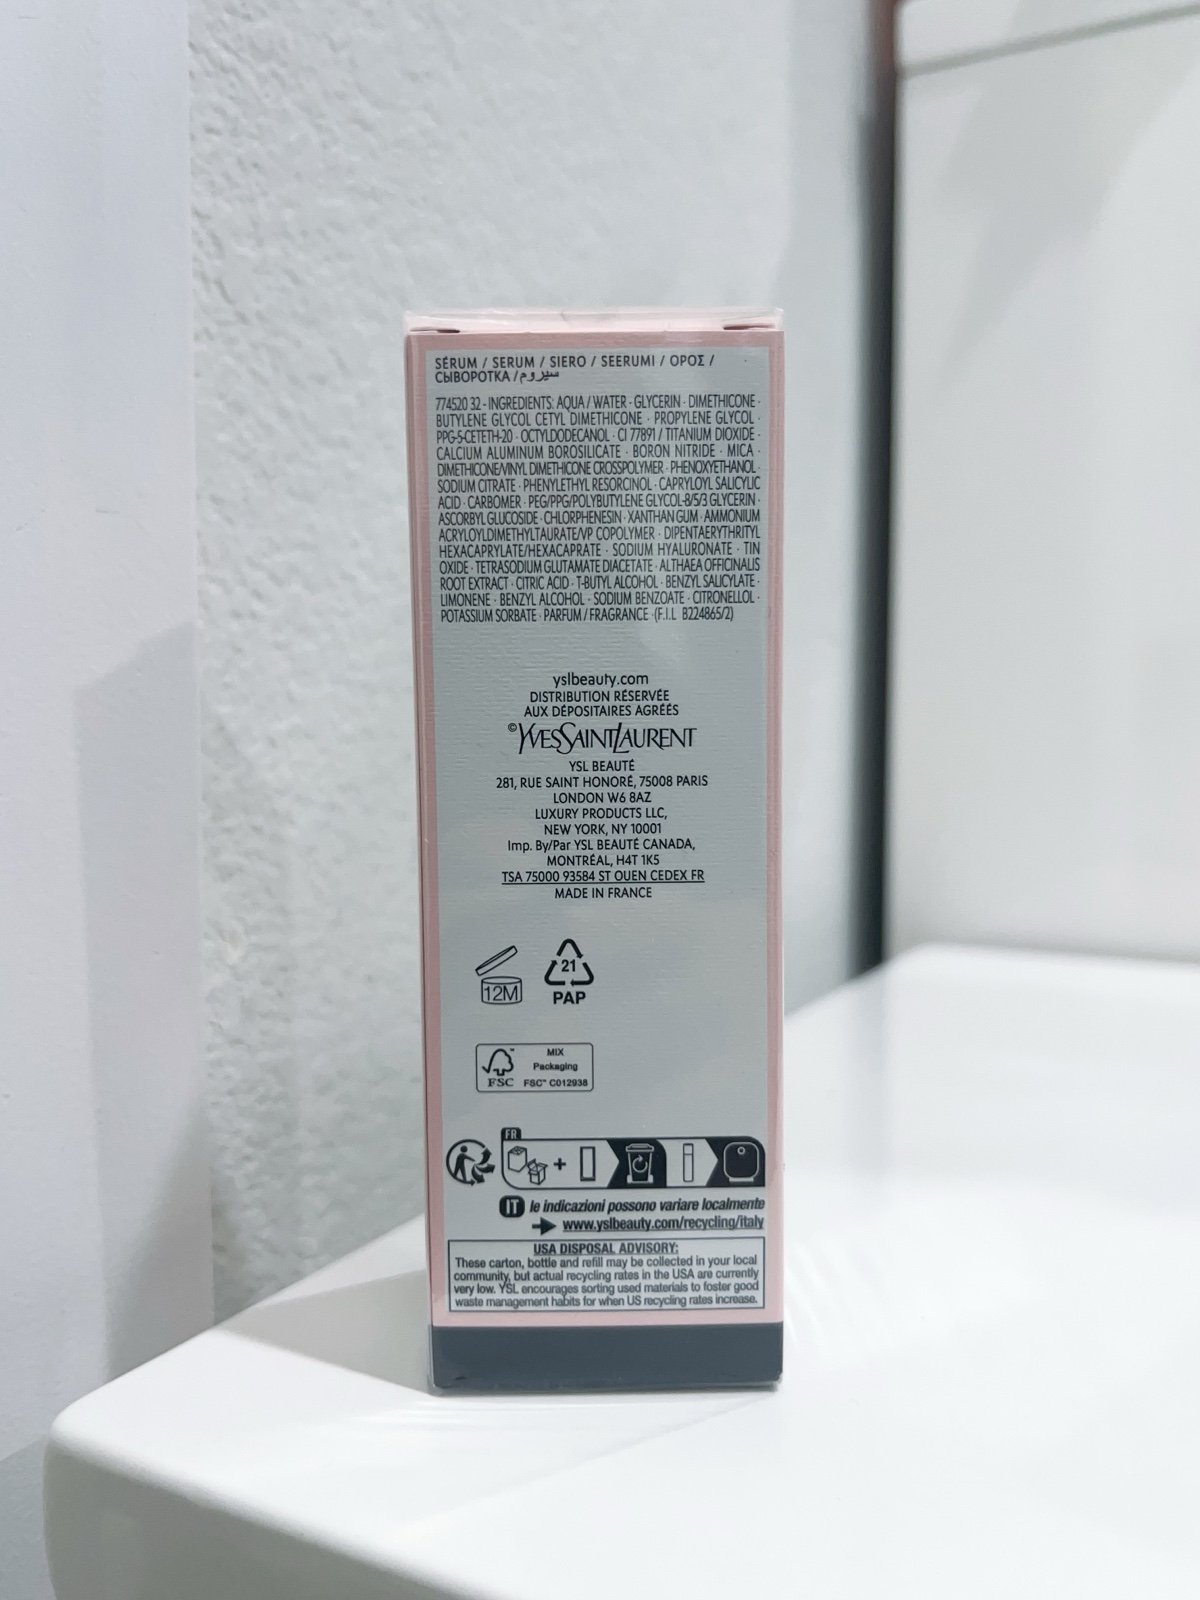 SÉRUM / SERUM / SIERO / SEERUMI / ΟΡΟΣ /
СЫВОРОТКА / سيروم
774520 32 - INGREDIENTS: AQUA / WATER · GLYCERIN · DIMETHICONE ·
BUTYLENE GLYCOL CETYL DIMETHICONE · PROPYLENE GLYCOL ·
PPG-5-CETETH-20 · OCTYLDODECANOL · CI 77891 / TITANIUM DIOXIDE ·
CALCIUM ALUMINUM BOROSILICATE · BORON NITRIDE · MICA ·
DIMETHICONE/VINYL DIMETHICONE CROSSPOLYMER · PHENOXYETHANOL ·
SODIUM CITRATE · PHENYLETHYL RESORCINOL · CAPRYLOYL SALICYLIC
ACID · CARBOMER · PEG/PPG/POLYBUTYLENE GLYCOL-8/5/3 GLYCERIN ·
ASCORBYL GLUCOSIDE · CHLORPHENESIN · XANTHAN GUM · AMMONIUM
ACRYLOYLDIMETHYLTAURATE/VP COPOLYMER · DIPENTAERYTHRITYL
HEXACAPRYLATE/HEXACAPRATE · SODIUM HYALURONATE · TIN
OXIDE · TETRASODIUM GLUTAMATE DIACETATE · ALTHAEA OFFICINALIS
ROOT EXTRACT · CITRIC ACID · T-BUTYL ALCOHOL · BENZYL SALICYLATE ·
LIMONENE · BENZYL ALCOHOL · SODIUM BENZOATE · CITRONELLOL ·
POTASSIUM SORBATE · PARFUM / FRAGRANCE ·(F.I.L B224865/2)
yslbeauty.com
DISTRIBUTION RÉSERVÉE
AUX DÉPOSITAIRES AGRÉÉS
©YVESSAINTLAURENT
YSL BEAUTÉ
281, RUE SAINT HONORÉ, 75008 PARIS
LONDON W6 8AZ
LUXURY PRODUCTS LLC,
NEW YORK, NY 10001
Imp. By/Par YSL BEAUTÉ CANADA,
MONTRÉAL, H4T 1K5
TSA 75000 93584 ST OUEN CEDEX FR
MADE IN FRANCE
12M
21
PAP
FSC™
MIX
Packaging
FSC™ C012938
FR
+
IT le indicazioni possono variare localmente
www.yslbeauty.com/recycling/italy
USA DISPOSAL ADVISORY:
These carton, bottle and refill may be collected in your local
community, but actual recycling rates in the USA are currently
very low. YSL encourages sorting used materials to foster good
waste management habits for when US recycling rates increase.